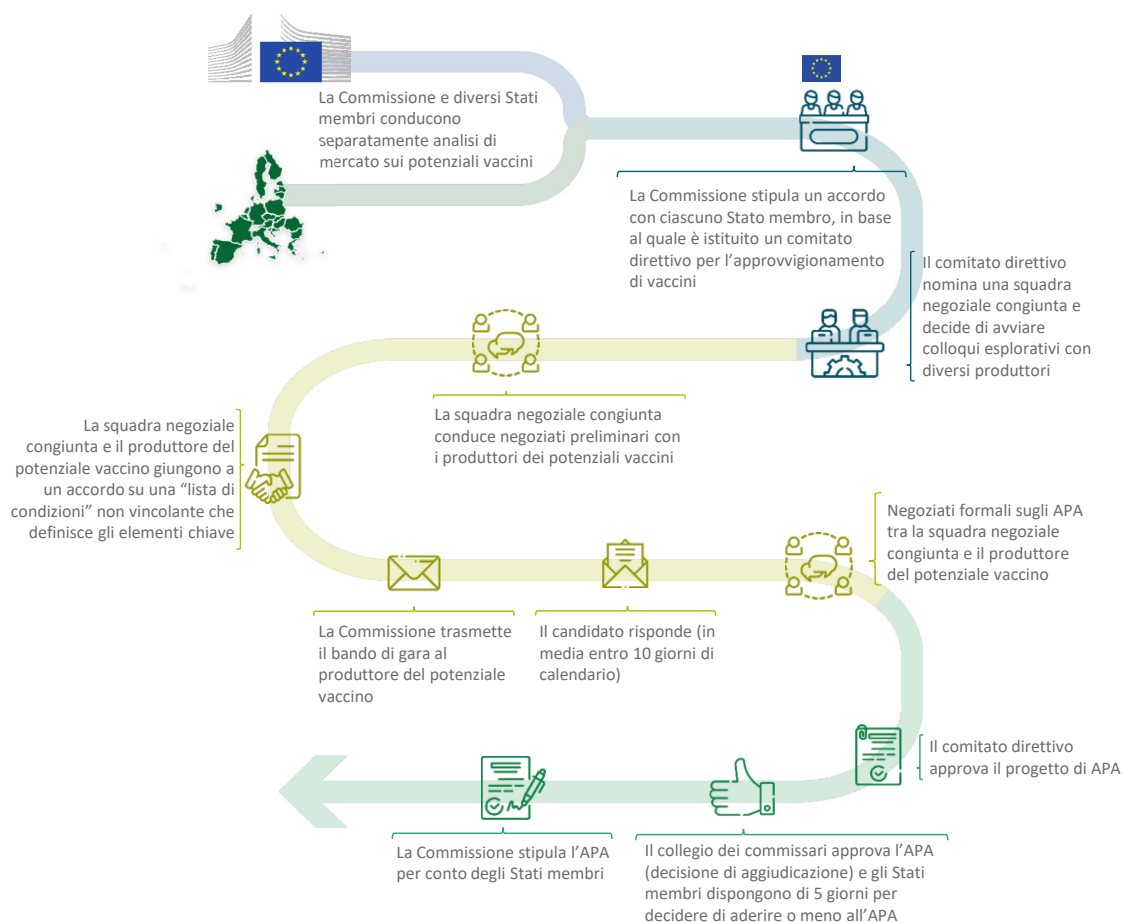 La Commissione e diversi Stati
membri conducono
separatamente analisi di
mercato sui potenziali vaccini
La Commissione stipula un accordo
con ciascuno Stato membro, in base
al quale è istituito un comitato
direttivo per l’approvvigionamento
di vaccini
Il comitato direttivo
nomina una squadra
negoziale congiunta e
decide di avviare
colloqui esplorativi con
diversi produttori
La squadra negoziale congiunta
conduce negoziati preliminari con
i produttori dei potenziali vaccini
La squadra negoziale
congiunta e il produttore del
potenziale vaccino giungono a
un accordo su una “lista di
condizioni” non vincolante che
definisce gli elementi chiave
La Commissione trasmette
il bando di gara al
produttore del potenziale
vaccino
Il candidato risponde (in
media entro 10 giorni di
calendario)
Negoziati formali sugli APA
tra la squadra negoziale
congiunta e il produttore
del potenziale vaccino
Il comitato direttivo
approva il progetto di APA
Il collegio dei commissari approva l’APA
(decisione di aggiudicazione) e gli Stati
membri dispongono di 5 giorni per
decidere di aderire o meno all’APA
La Commissione stipula l’APA
per conto degli Stati membri